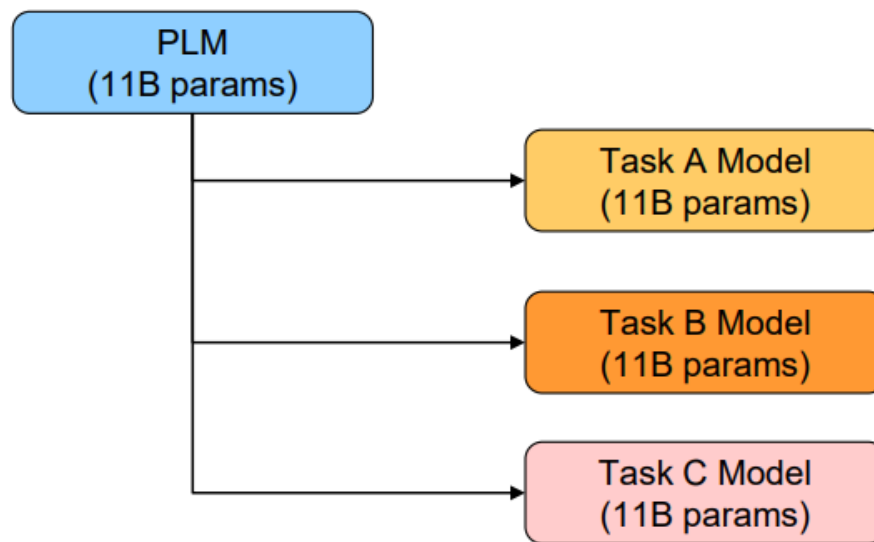 PLM
(11B params)
Task A Model
(11B params)
Task B Model
(11B params)
Task C Model
(11B params)